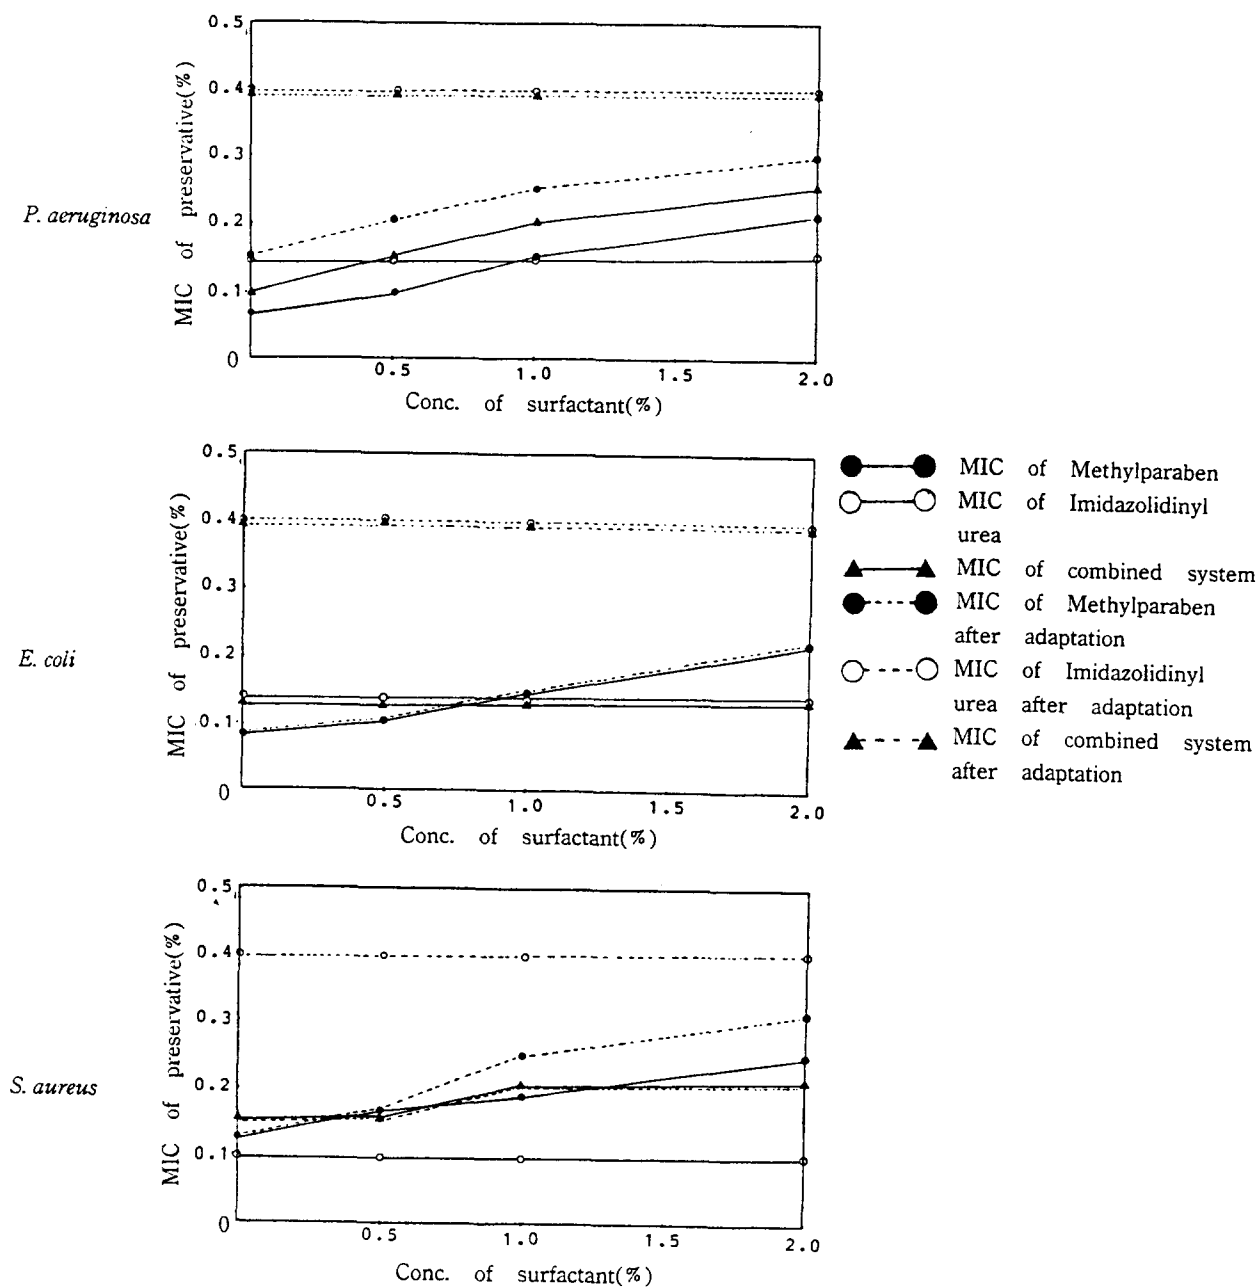 P. aeruginosa
MIC of preservative(%)
0.5
0.4
0.3
0.2
0.1
0
0.5
1.0
1.5
2.0
Conc. of surfactant(%)
E. coli
MIC of preservative(%)
0.5
0.4
0.3
0.2
0.1
0
0.5
1.0
1.5
2.0
Conc. of surfactant(%)
MIC of Methylparaben
MIC of Imidazolidinyl
urea
MIC of combined system
MIC of Methylparaben
after adaptation
MIC of Imidazolidinyl
urea after adaptation
MIC of combined system
after adaptation
S. aureus
MIC of preservative(%)
0.5
0.4
0.3
0.2
0.1
0
0.5
1.0
1.5
2.0
Conc. of surfactant(%)